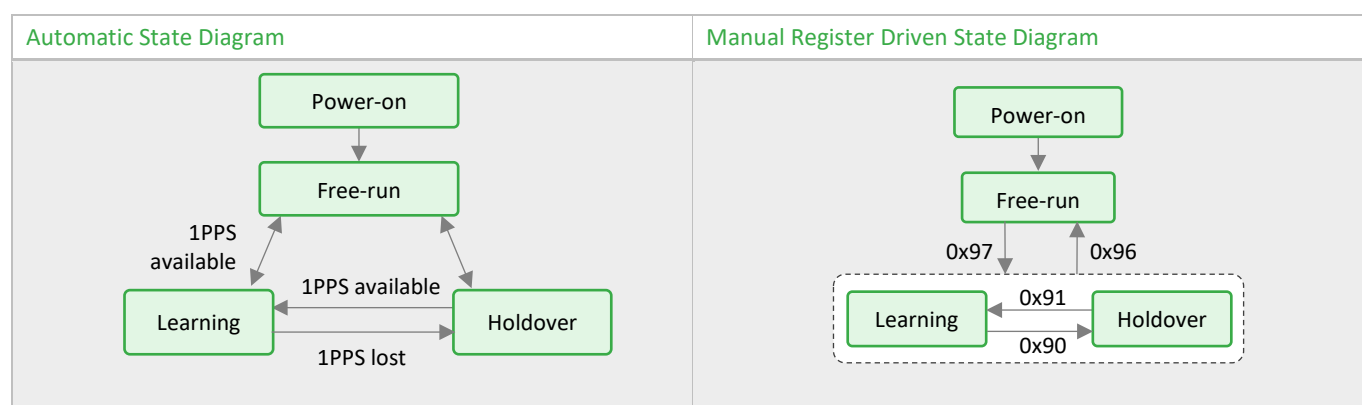 Automatic State Diagram
Power-on
Free-run
1PPS
available
1PPS available
Learning
Holdover
1PPS lost
Manual Register Driven State Diagram
Power-on
Free-run
0x97
0x96
0x91
Learning
Holdover
0x90